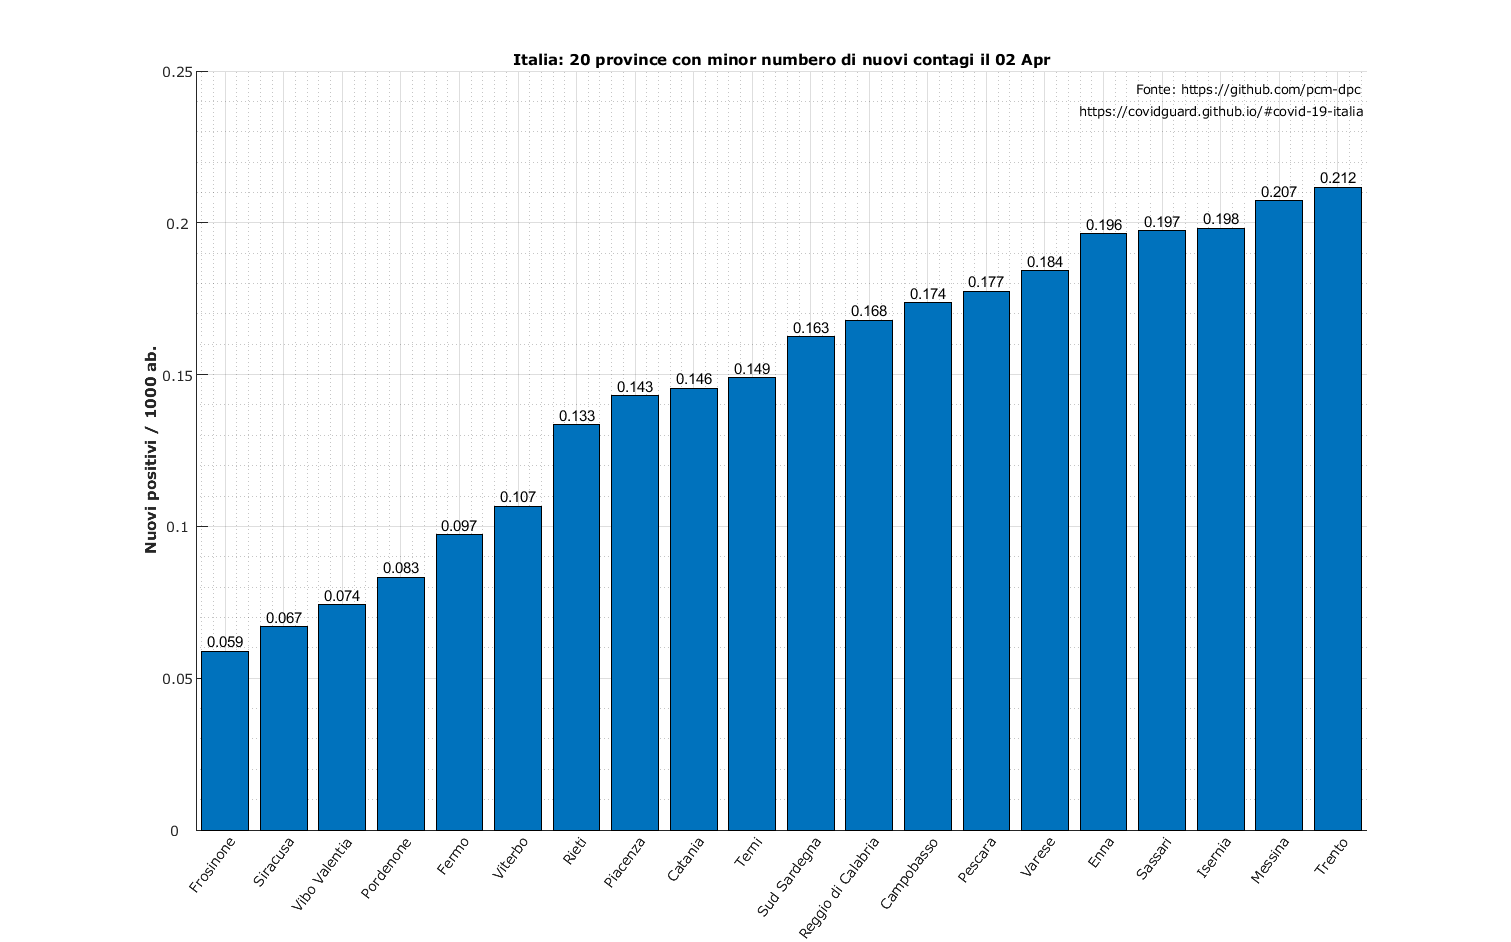 Italia: 20 province con minor numbero di nuovi contagi il 02 Apr
Fonte: https://github.com/pcm-dpc
https://covidguard.github.io/#covid-19-italia
Nuovi positivi / 1000 ab.
0.25
0.2
0.15
0.1
0.05
0
0.059
0.067
0.074
0.083
0.097
0.107
0.133
0.143
0.146
0.149
0.163
0.168
0.174
0.177
0.184
0.196
0.197
0.198
0.207
0.212
Frosinone
Siracusa
Vibo Valentia
Pordenone
Fermo
Viterbo
Rieti
Piacenza
Catania
Terni
Sud Sardegna
Reggio di Calabria
Campobasso
Pescara
Varese
Enna
Sassari
Isernia
Messina
Trento